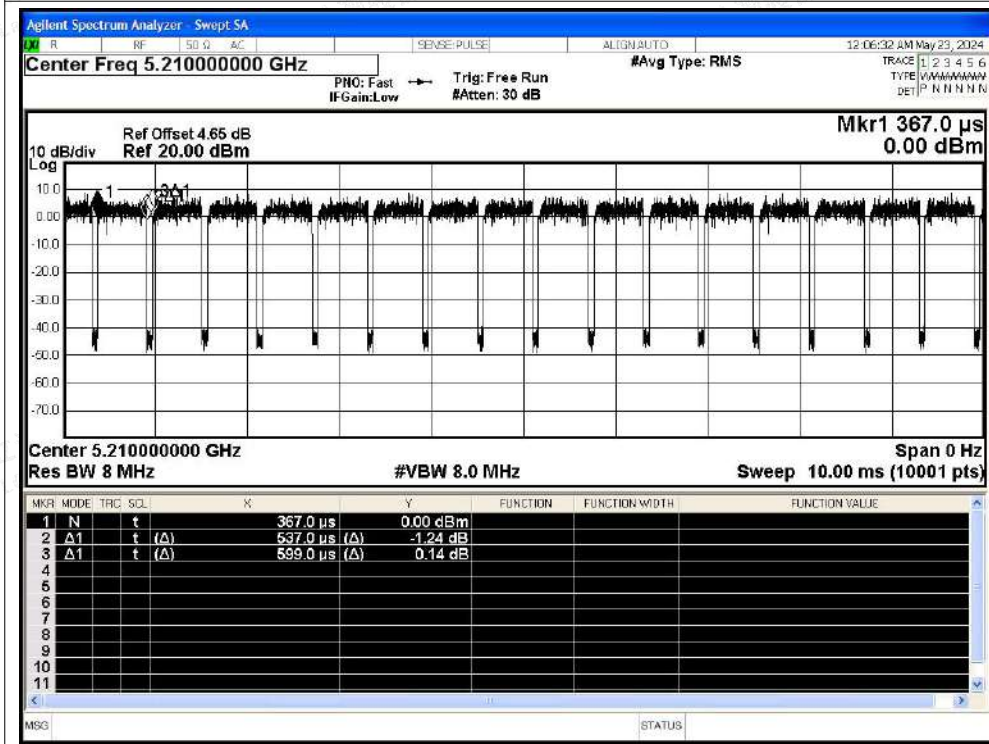 Agilent Spectrum Analyzer - Swept SA
LXI R RF 50 Ω AC SENSE:PULSE ALIGN AUTO 12:06:32 AM May 23, 2024
Center Freq 5.210000000 GHz #Avg Type: RMS TRACE 1 2 3 4 5 6
PNO: Fast Trig: Free Run TYPE
IFGain:Low #Atten: 30 dB DET P N N N N N
Mkr1 367.0 µs
Ref Offset 4.65 dB
10 dB/div Ref 20.00 dBm 0.00 dBm
Log
10.0
1 3Δ1
0.00
-10.0
-20.0
-30.0
-40.0
-50.0
-60.0
-70.0
Center 5.210000000 GHz Span 0 Hz
Res BW 8 MHz #VBW 8.0 MHz Sweep 10.00 ms (10001 pts)
MKR MODE TRC SCL X Y FUNCTION FUNCTION WIDTH FUNCTION VALUE
1 N t 367.0 µs 0.00 dBm
2 Δ1 t (Δ) 537.0 µs (Δ) -1.24 dB
3 Δ1 t (Δ) 599.0 µs (Δ) 0.14 dB
4
5
6
7
8
9
10
11
MSG STATUS